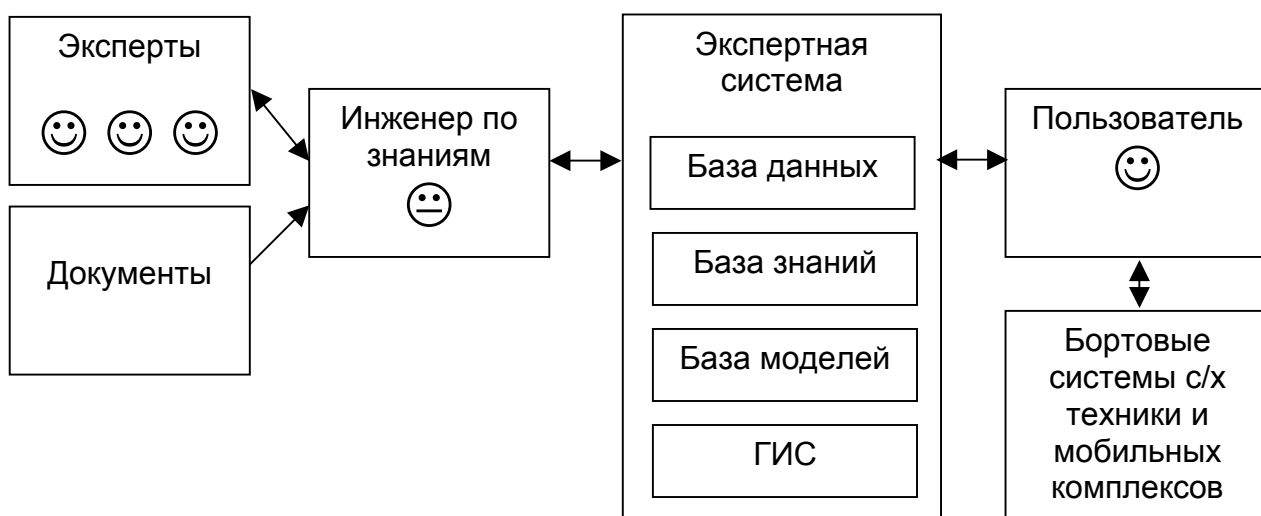 Эксперты
Документы
Инженер по
знаниям
Экспертная
система
База данных
База знаний
База моделей
ГИС
Пользователь
Бортовые
системы с/х
техники и
мобильных
комплексов